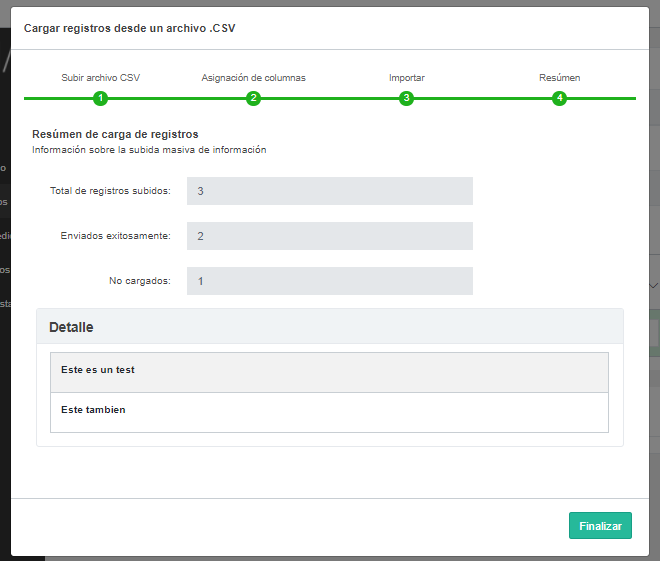 Cargar registros desde un archivo .CSV
Subir archivo CSV
Asignación de columnas
Importar
Resúmen
1
2
3
4
Resúmen de carga de registros
Información sobre la subida masiva de información
Total de registros subidos: 3
Enviados exitosamente: 2
No cargados: 1
Detalle
Este es un test
Este tambien
Finalizar